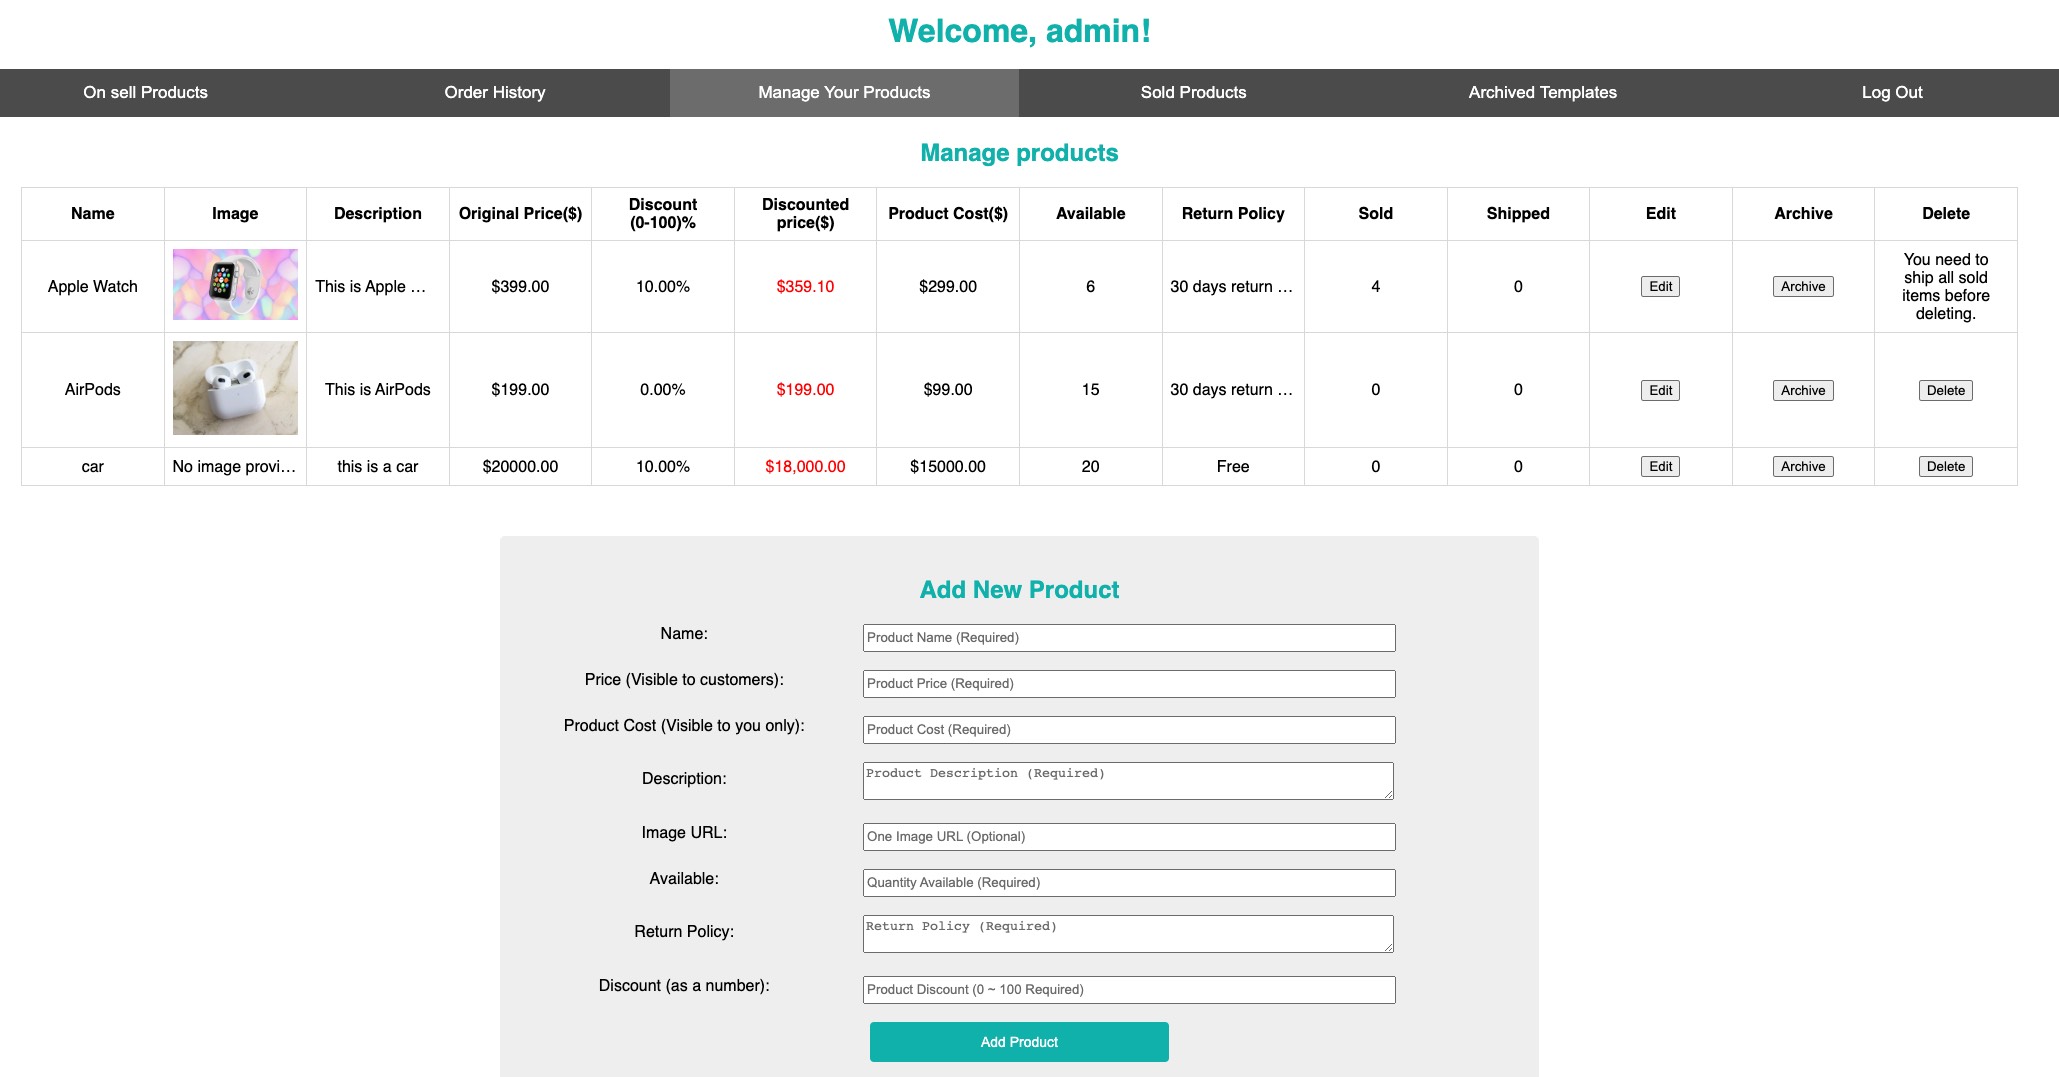 Welcome, admin!
On sell Products Order History Manage Your Products Sold Products Archived Templates Log Out
Manage products
Name Image Description Original Price($) Discount (0-100)% Discounted price($) Product Cost($) Available Return Policy Sold Shipped Edit Archive Delete
Apple Watch This is Apple … $399.00 10.00% $359.10 $299.00 6 30 days return … 4 0 Edit Archive You need to ship all sold items before deleting.
AirPods This is AirPods $199.00 0.00% $199.00 $99.00 15 30 days return … 0 0 Edit Archive Delete
car No image provi… this is a car $20000.00 10.00% $18,000.00 $15000.00 20 Free 0 0 Edit Archive Delete
Add New Product
Name: Product Name (Required)
Price (Visible to customers): Product Price (Required)
Product Cost (Visible to you only): Product Cost (Required)
Description: Product Description (Required)
Image URL: One Image URL (Optional)
Available: Quantity Available (Required)
Return Policy: Return Policy (Required)
Discount (as a number): Product Discount (0 ~ 100 Required)
Add Product